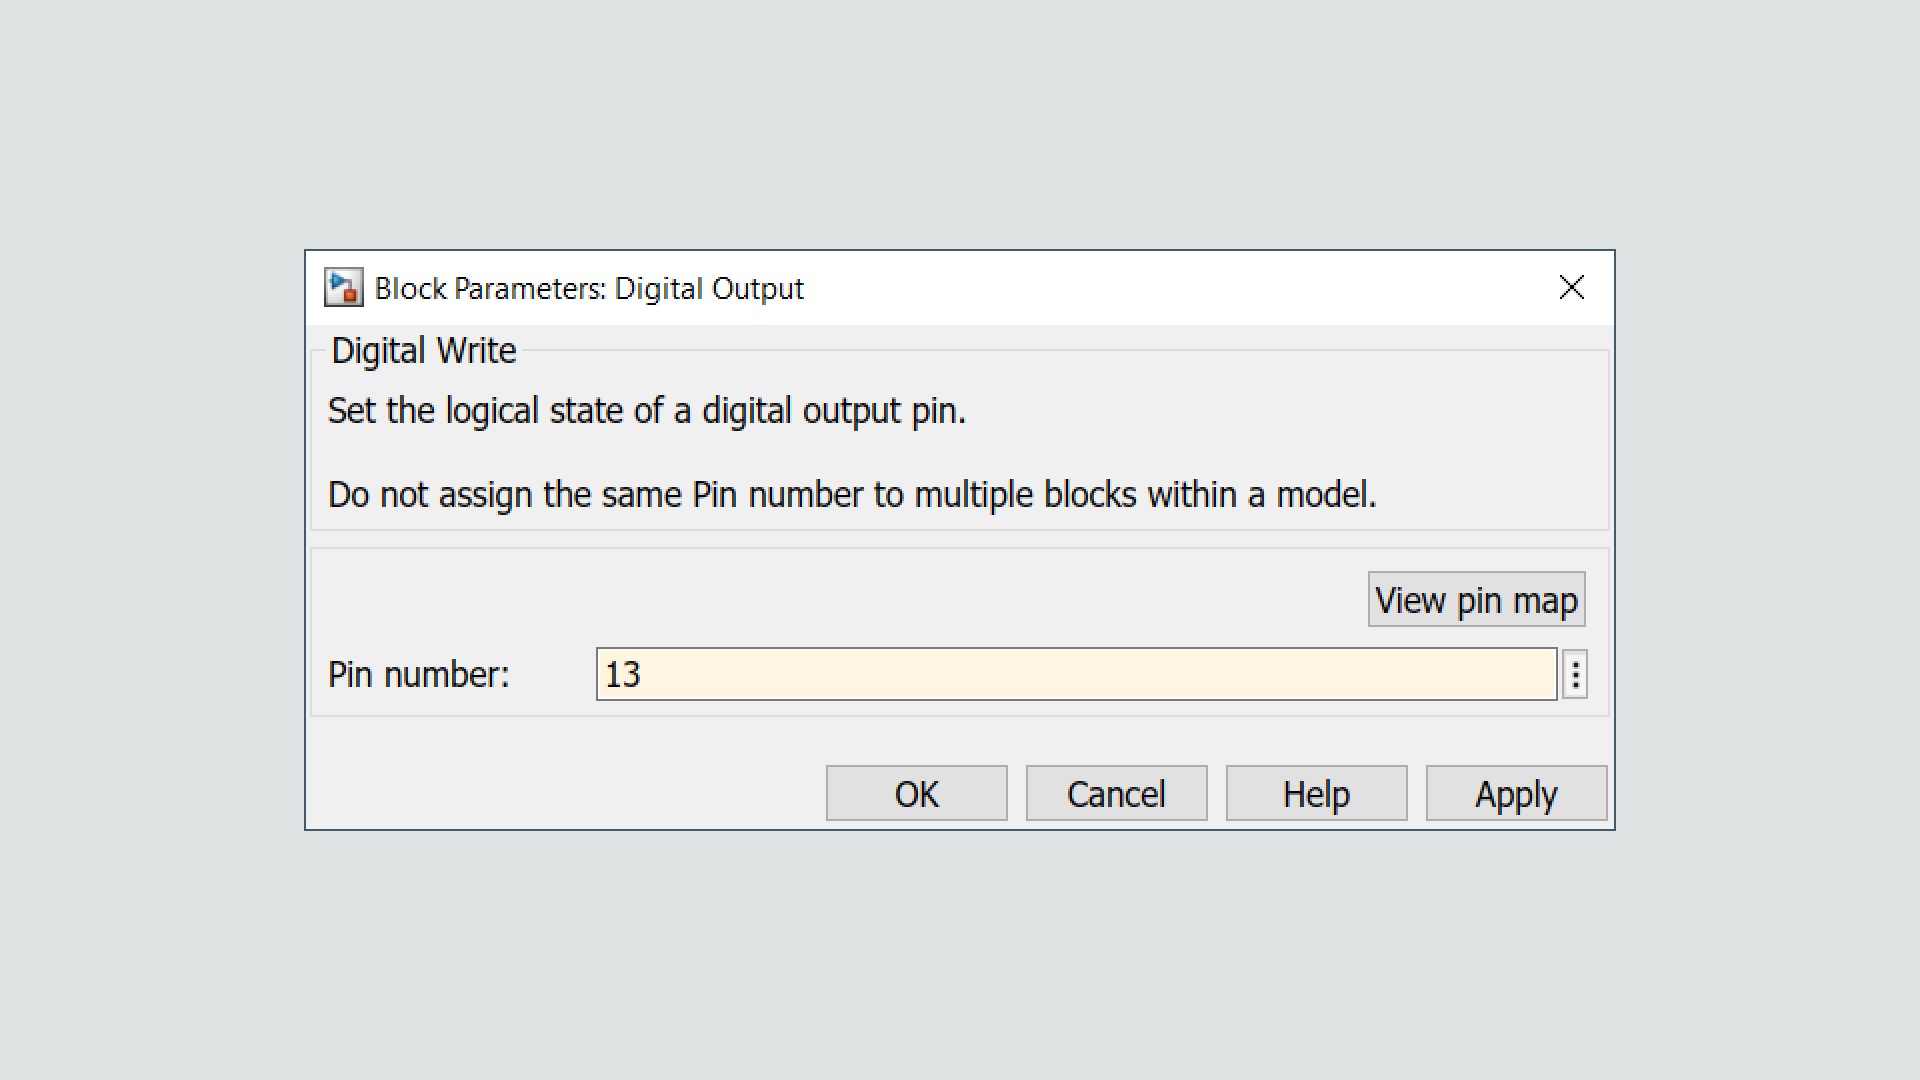 Block Parameters: Digital Output
Digital Write
Set the logical state of a digital output pin.
Do not assign the same Pin number to multiple blocks within a model.
View pin map
Pin number: 13
OK Cancel Help Apply